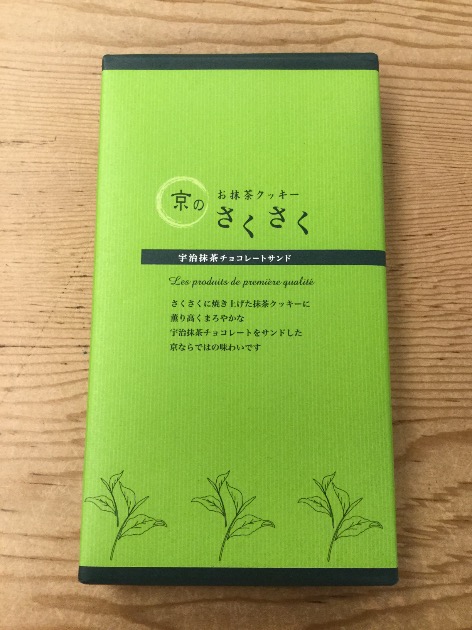 京の
お抹茶クッキー
さくさく
宇治抹茶チョコレートサンド
Les produits de première qualité
さくさくに焼き上げた抹茶クッキーに
薫り高くまろやかな
宇治抹茶チョコレートをサンドした
京ならではの味わいです